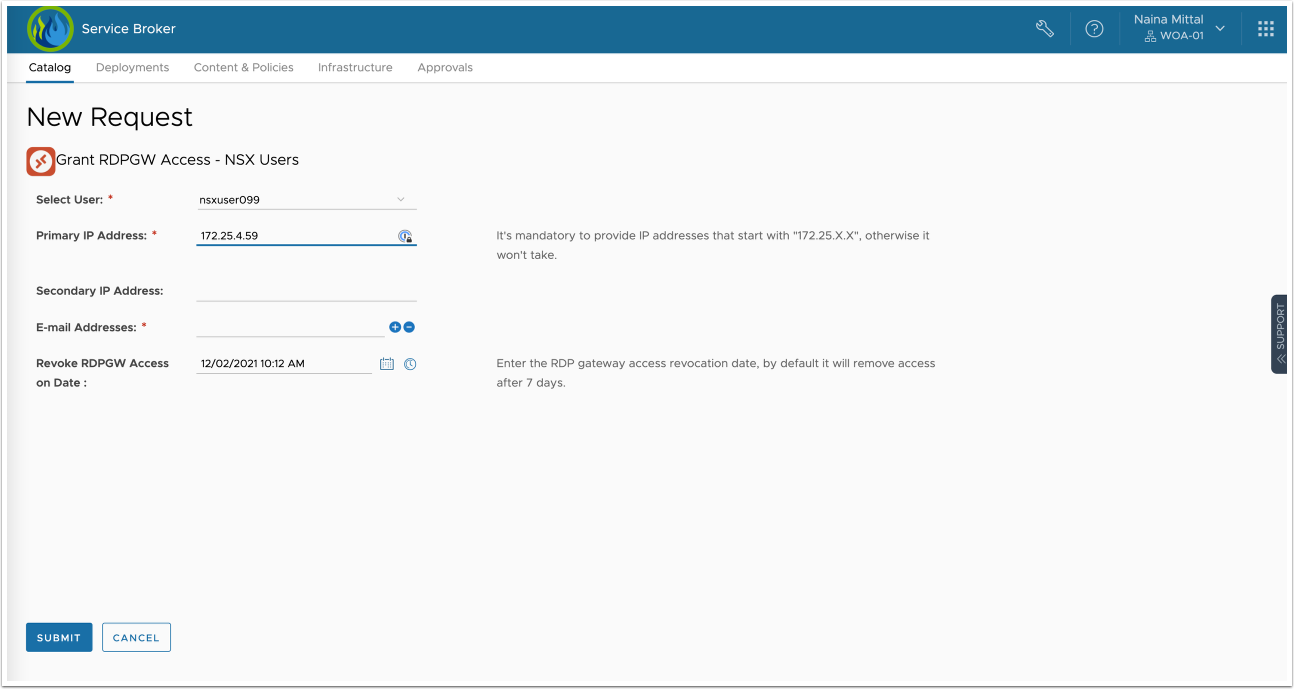 Service Broker
Naina Mittal
WOA-01
Catalog Deployments Content & Policies Infrastructure Approvals
New Request
Grant RDPGW Access - NSX Users
Select User: * nsxuser099
Primary IP Address: * 172.25.4.59 It's mandatory to provide IP addresses that start with "172.25.X.X", otherwise it
won't take.
Secondary IP Address:
E-mail Addresses: *
Revoke RDPGW Access 12/02/2021 10:12 AM Enter the RDP gateway access revocation date, by default it will remove access
on Date : after 7 days.
SUPPORT
SUBMIT CANCEL